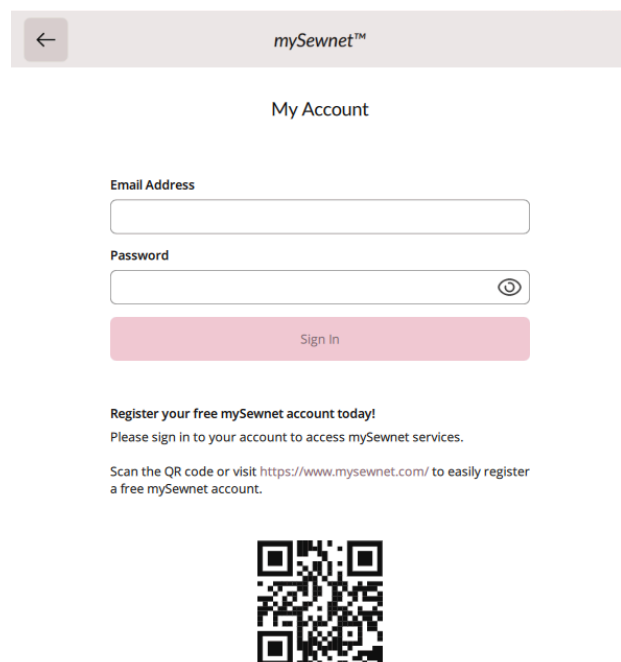 mySewnet™
My Account
Email Address
Password
Sign In
Register your free mySewnet account today!
Please sign in to your account to access mySewnet services.
Scan the QR code or visit https://www.mysewnet.com/ to easily register
a free mySewnet account.